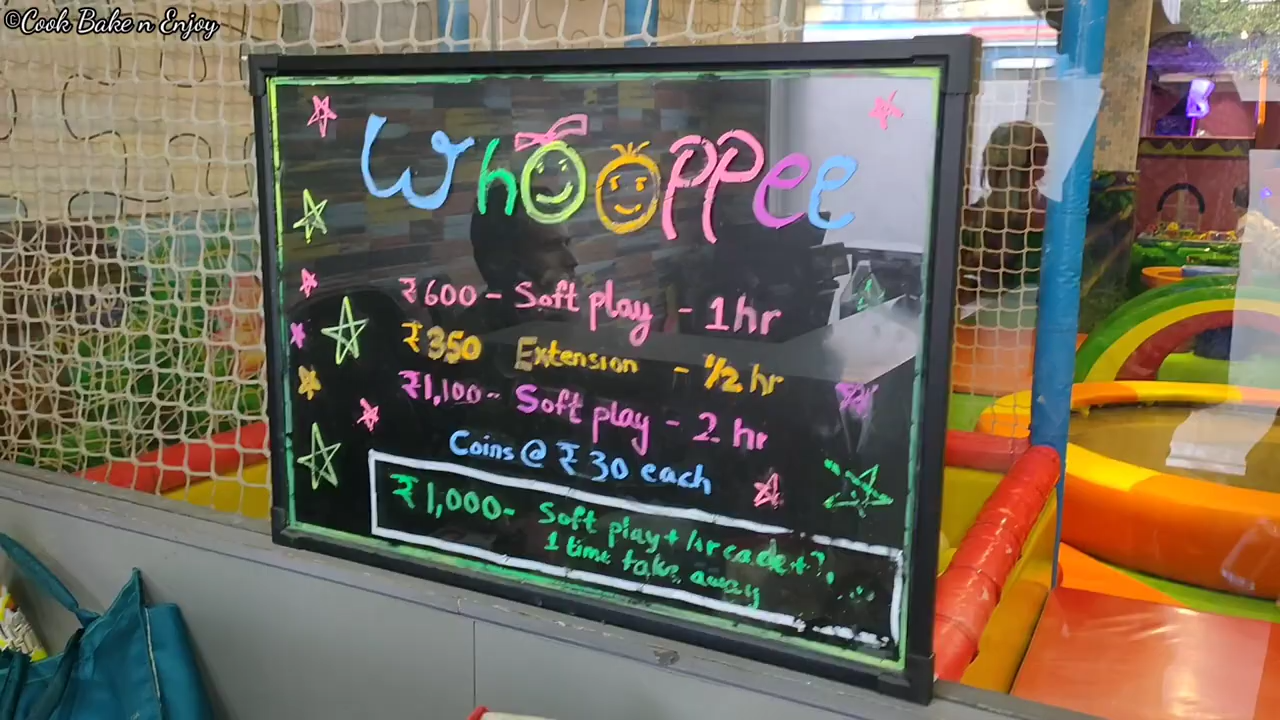 ©Cook Bake n Enjoy
Whooppee
₹600 - Soft play - 1hr
₹350 Extension - 1/2 hr
₹1,100 - Soft play - 2 hr
Coins @ ₹30 each
₹1,000- Soft play + Arcade +
1 time take away